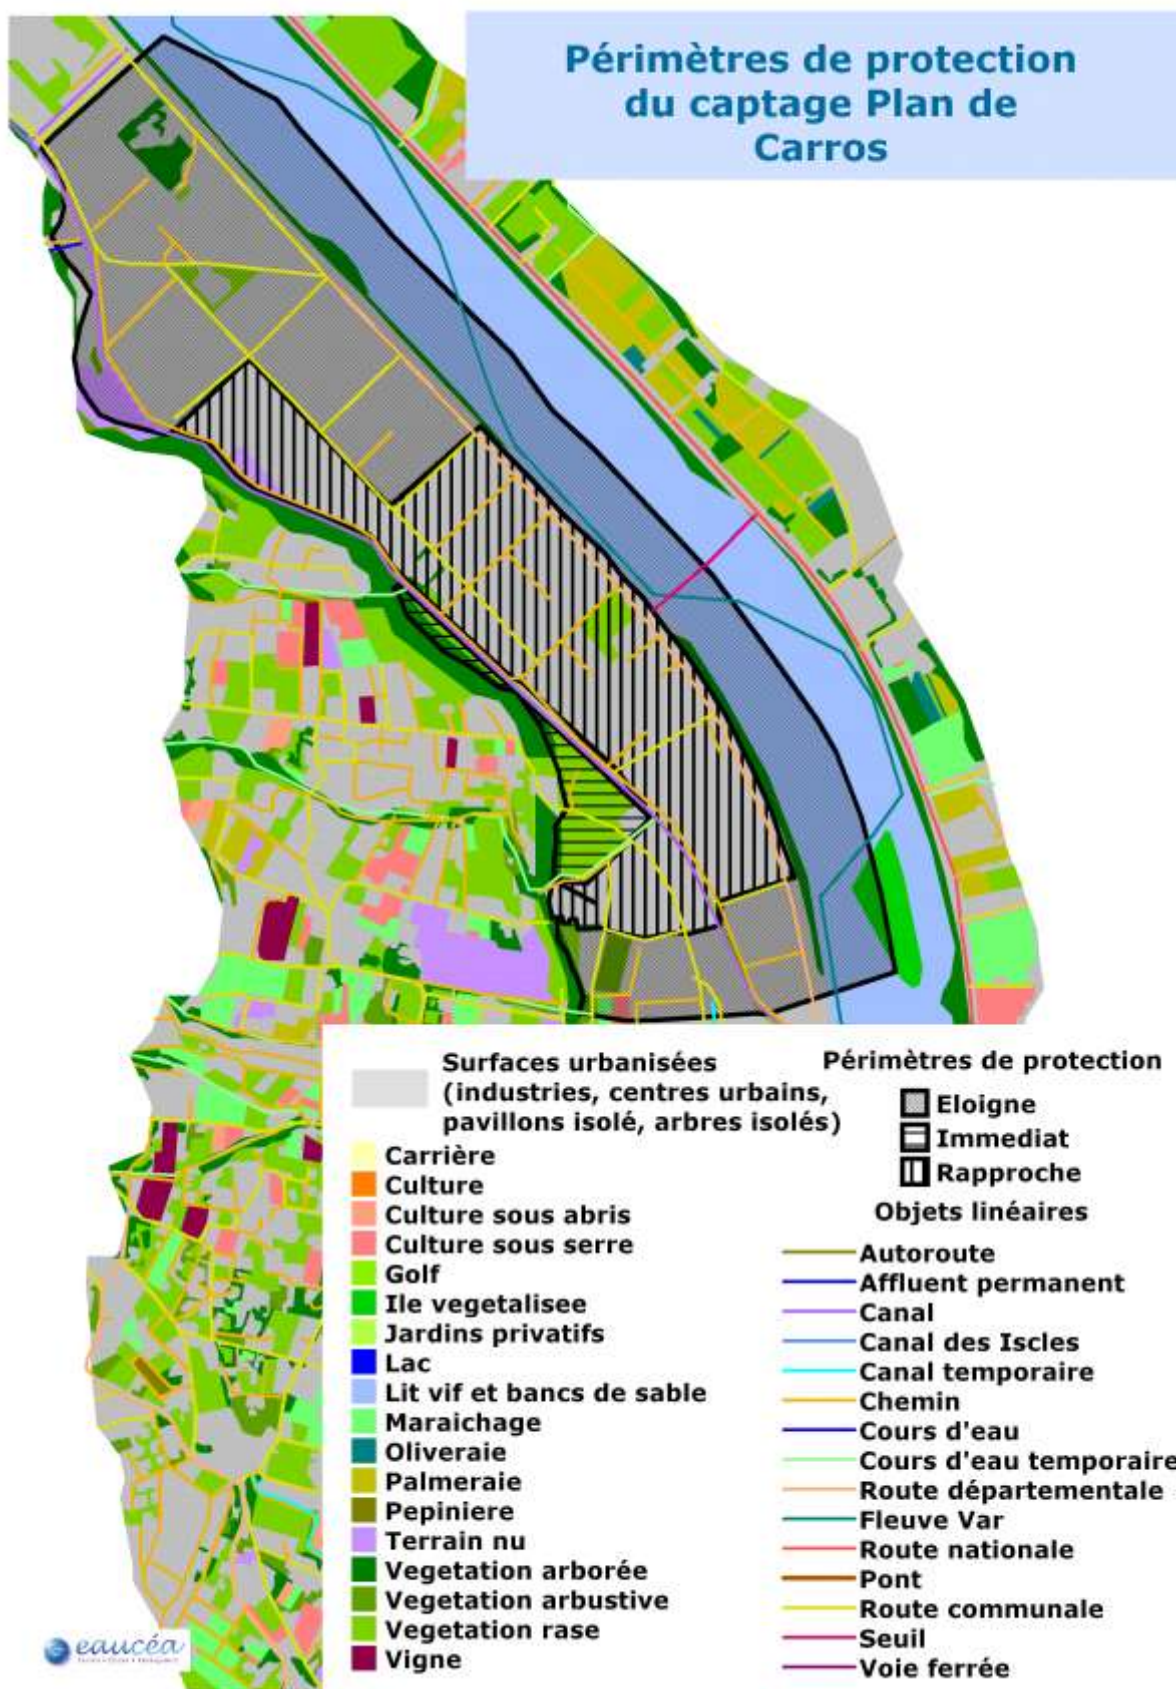 Périmètres de protection
du captage Plan de
Carros
Surfaces urbanisées
(industries, centres urbains,
pavillons isolé, arbres isolés)
Carrière
Culture
Culture sous abris
Culture sous serre
Golf
Ile vegetalisee
Jardins privatifs
Lac
Lit vif et bancs de sable
Maraichage
Oliveraie
Palmeraie
Pepiniere
Terrain nu
Vegetation arborée
Vegetation arbustive
Vegetation rase
Vigne
Périmètres de protection
Eloigne
Immediat
Rapproche
Objets linéaires
Autoroute
Affluent permanent
Canal
Canal des Iscles
Canal temporaire
Chemin
Cours d'eau
Cours d'eau temporaire
Route départementale
Fleuve Var
Route nationale
Pont
Route communale
Seuil
Voie ferrée
eaucéa